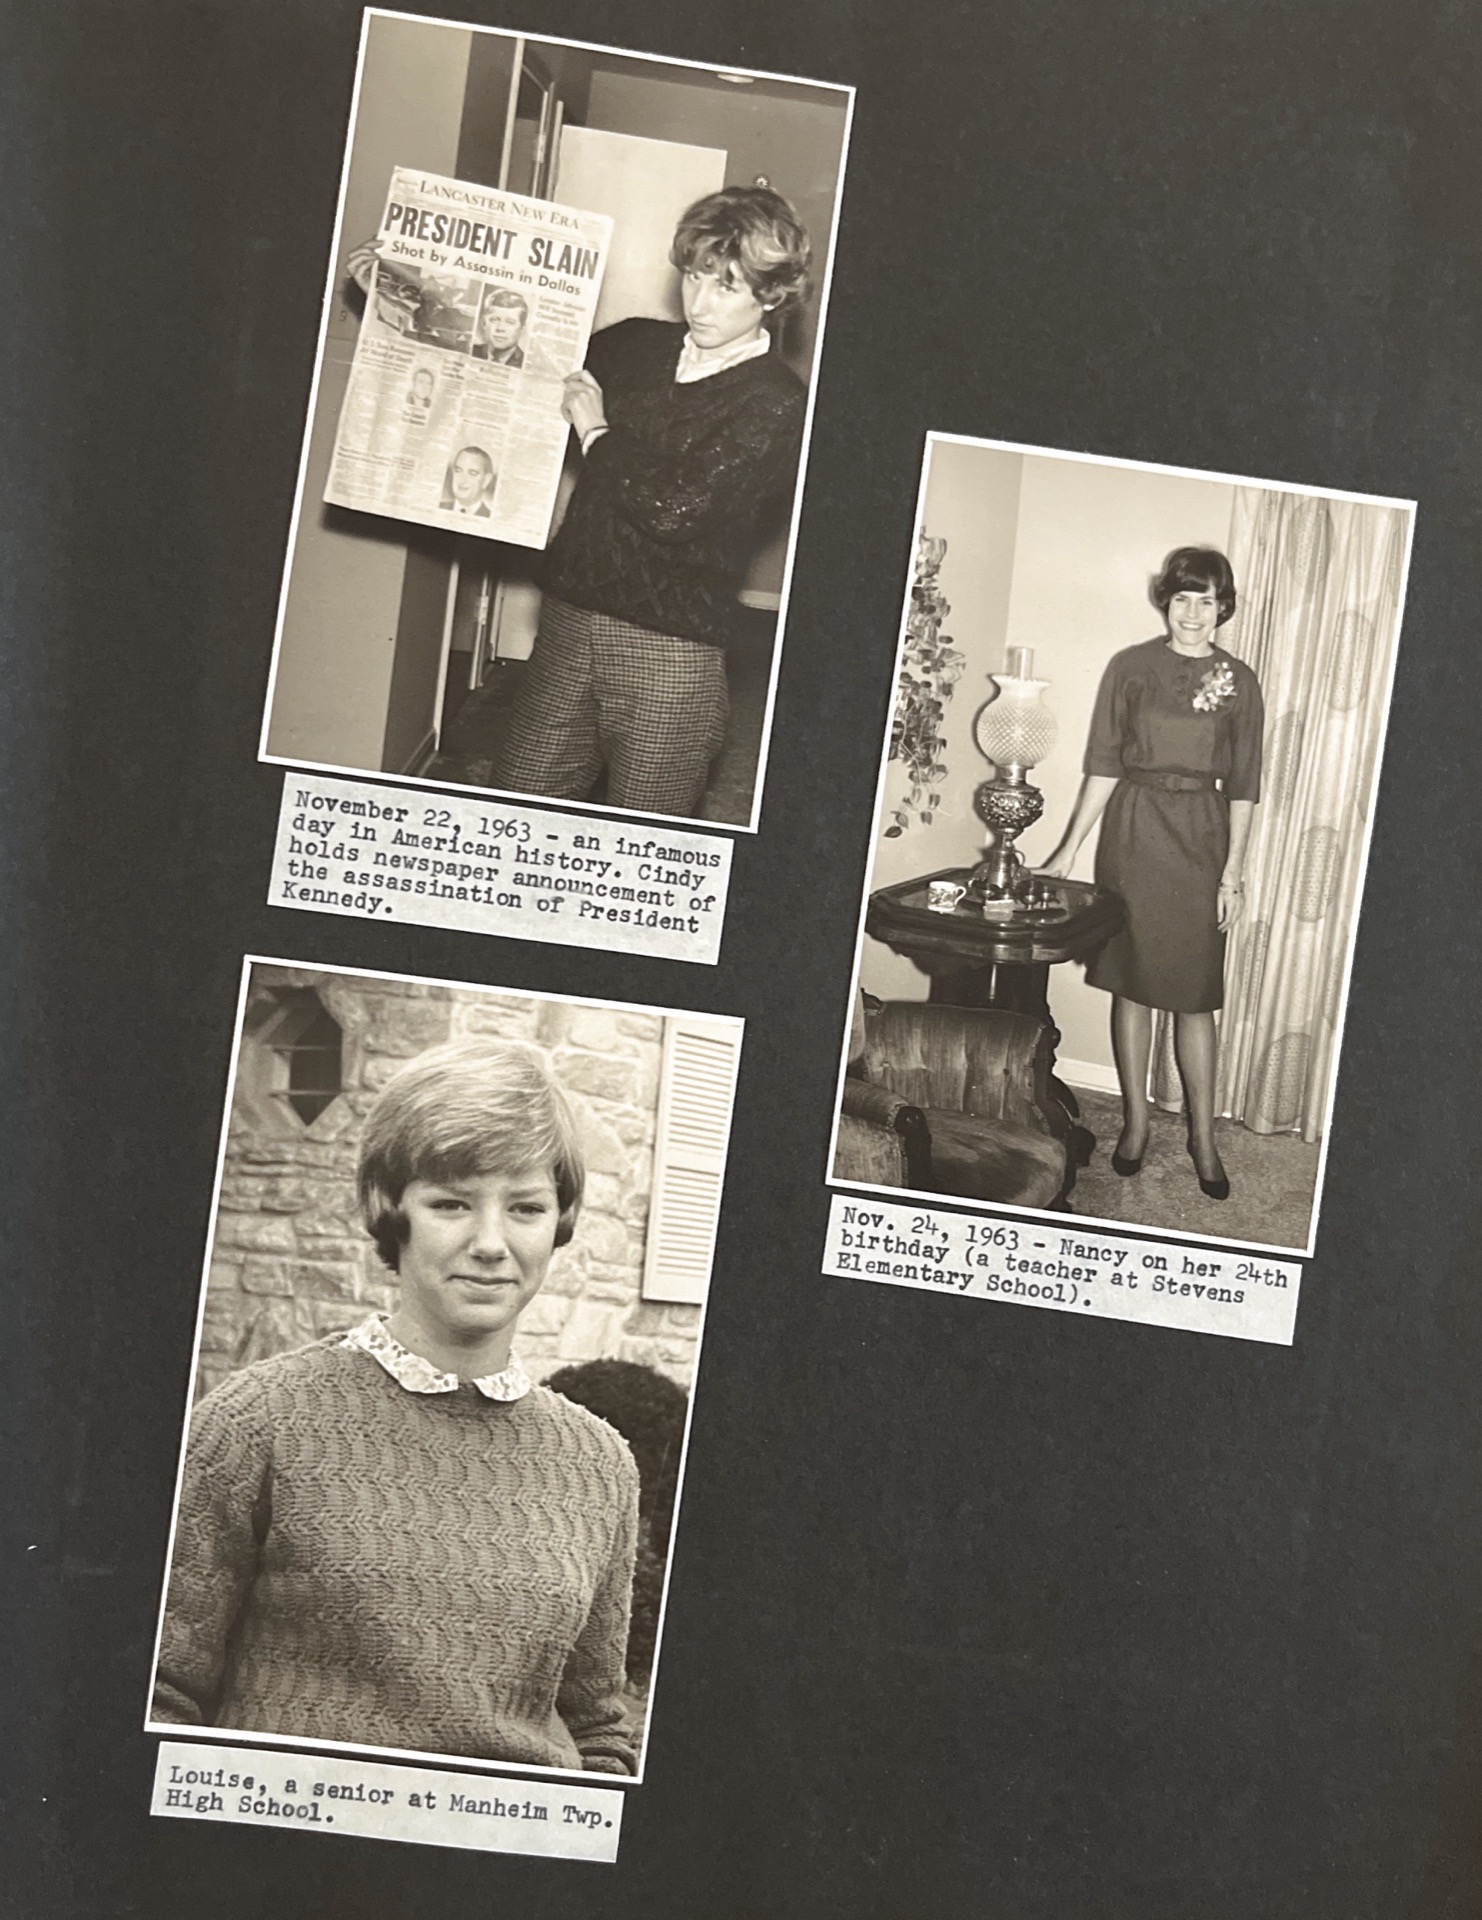 LANCASTER NEW ERA
PRESIDENT SLAIN
Shot by Assassin in Dallas
November 22, 1963 - an infamous
day in American history. Cindy
holds newspaper announcement of
the assassination of President
Kennedy.
Nov. 24, 1963 - Nancy on her 24th
birthday (a teacher at Stevens
Elementary School).
Louise, a senior at Manheim Twp.
High School.